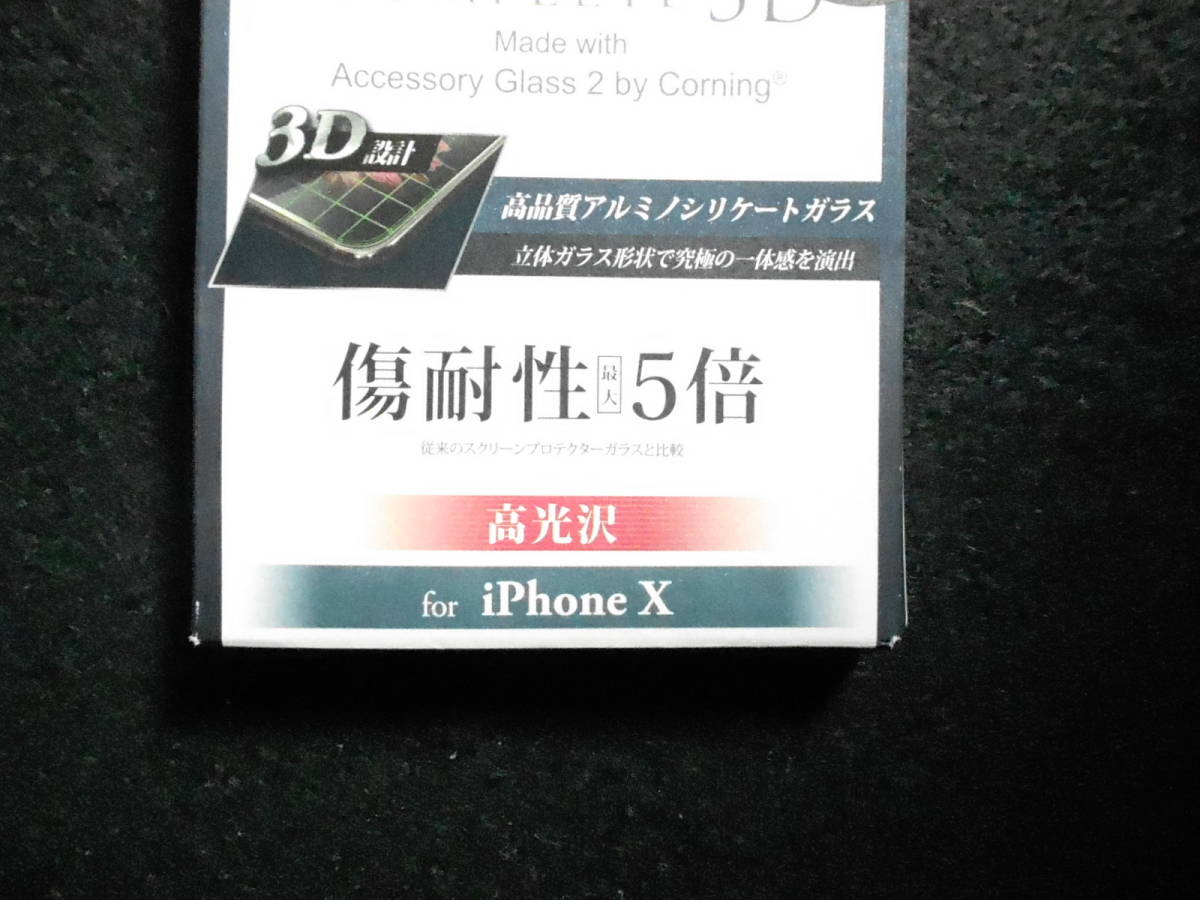 3D
Made with
Accessory Glass 2 by Corning®
3D設計
高品質アルミノシリケートガラス
立体ガラス形状で究極の一体感を演出
傷耐性最大5倍
従来のスクリーンプロテクターガラスと比較
高光沢
for iPhone X